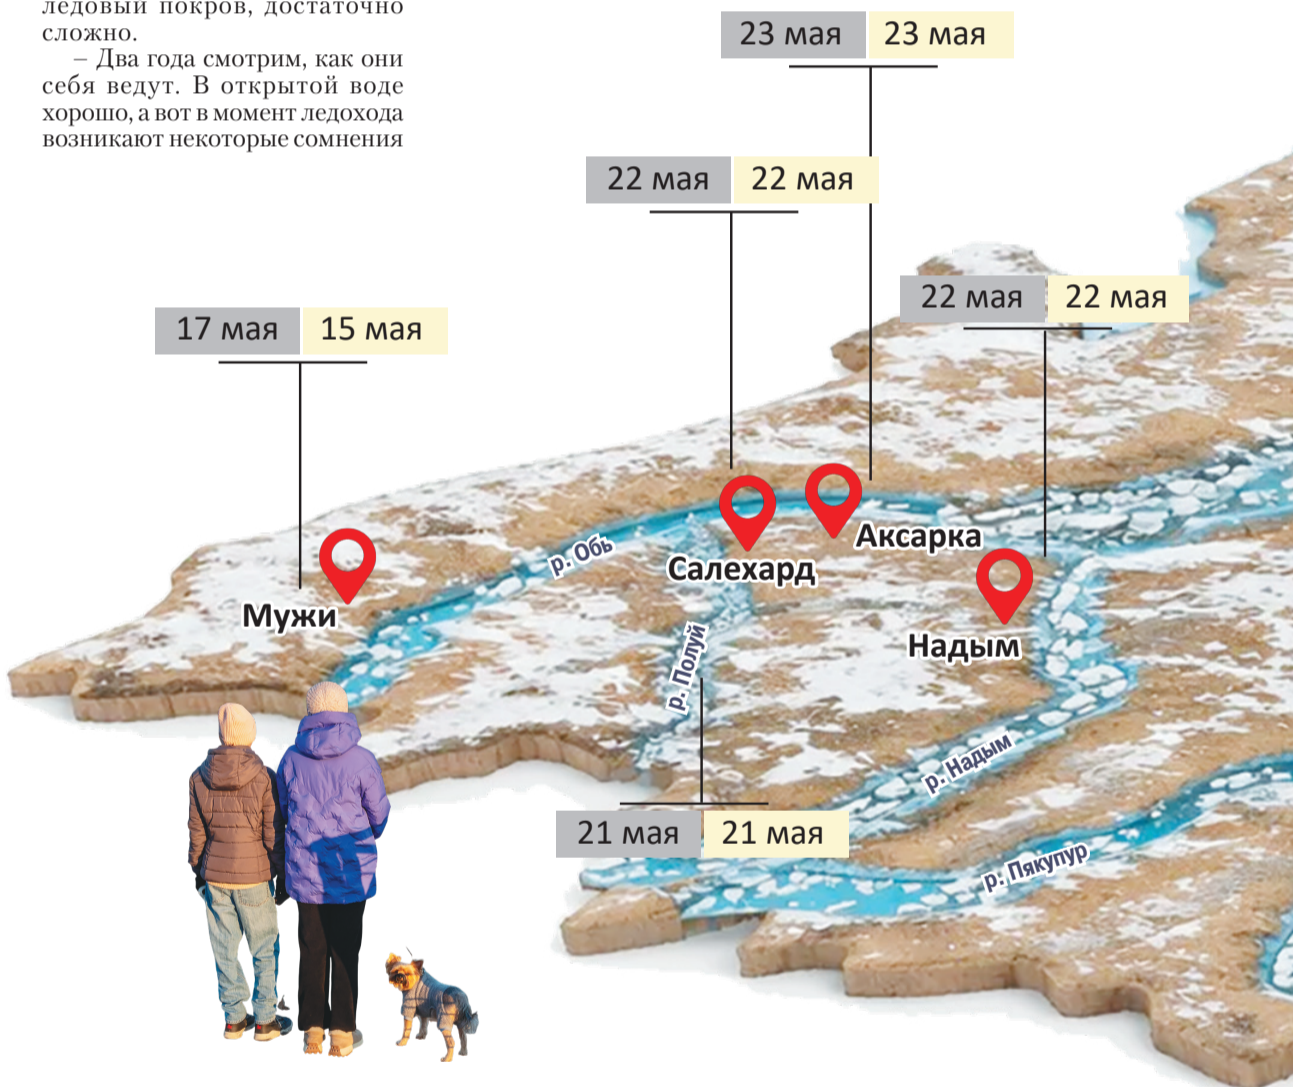 ледовый покров, достаточно
сложно.
– Два года смотрим, как они
себя ведут. В открытой воде
хорошо, а вот в момент ледохода
возникают некоторые сомнения
23 мая 23 мая
22 мая 22 мая
22 мая 22 мая
17 мая 15 мая
р. Обь
Аксарка
Салехард
Мужи
Надым
р. Полуй
р. Надым
21 мая 21 мая
р. Пякупур